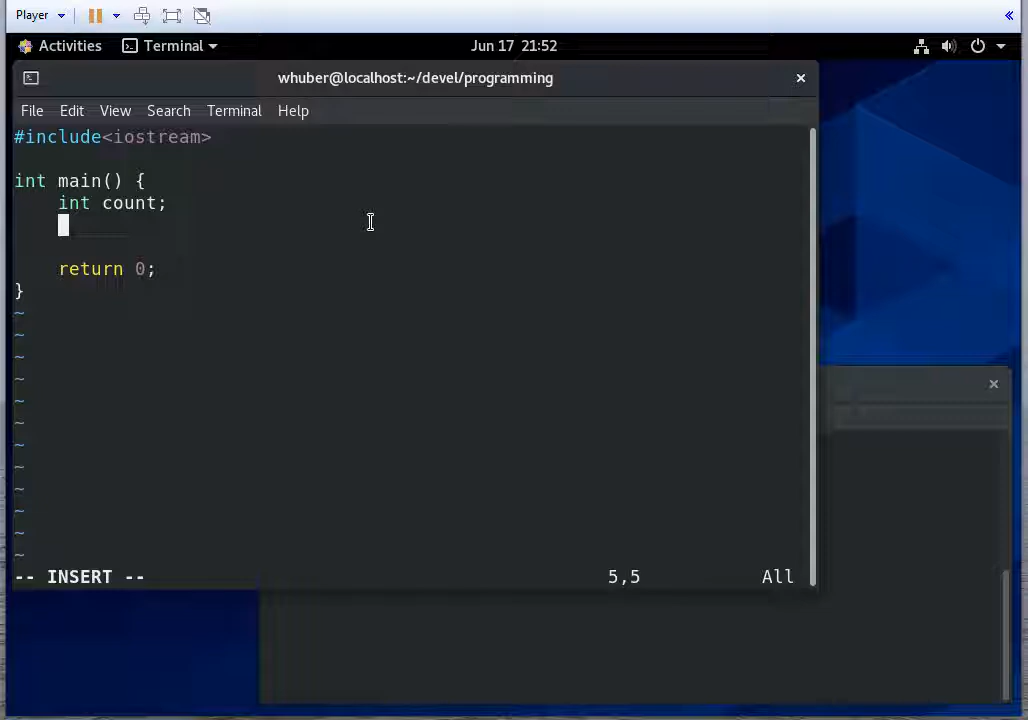 Player
Activities Terminal Jun 17 21:52
whuber@localhost:~/devel/programming
File Edit View Search Terminal Help
#include<iostream>

int main() {
    int count;

    return 0;
}
~
~
~
~
~
~
~
~
~
~
~
~
-- INSERT -- 5,5 All